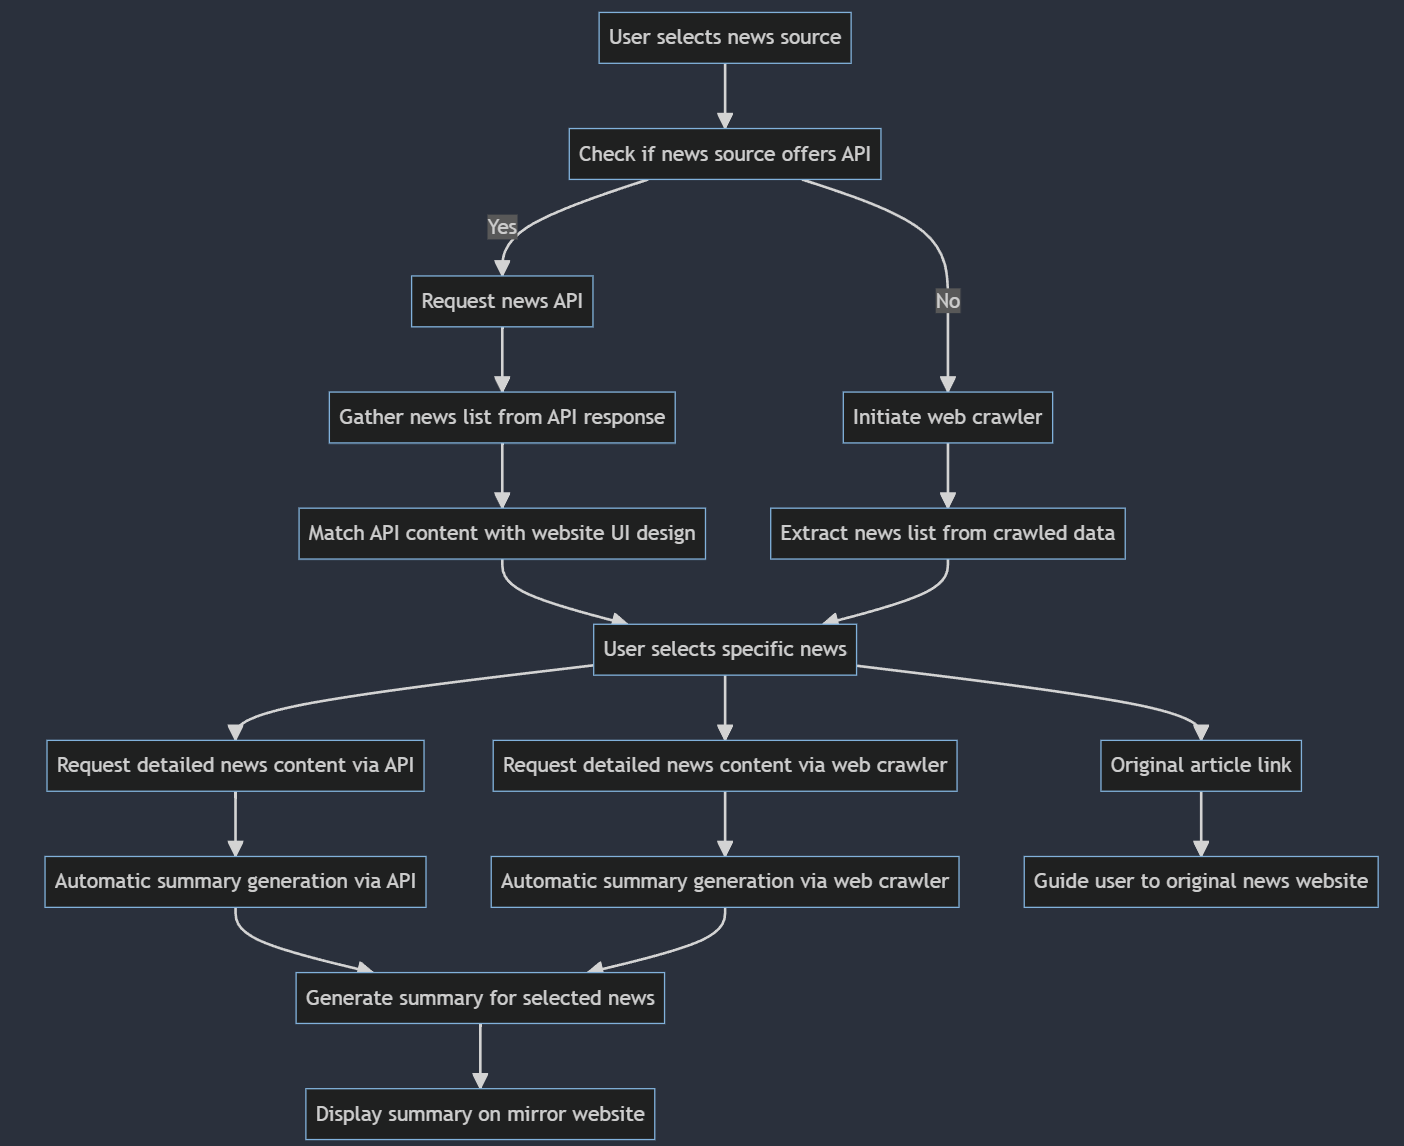 User selects news source
Check if news source offers API
Yes
Request news API
No
Gather news list from API response
Initiate web crawler
Match API content with website UI design
Extract news list from crawled data
User selects specific news
Request detailed news content via API
Request detailed news content via web crawler
Original article link
Automatic summary generation via API
Automatic summary generation via web crawler
Guide user to original news website
Generate summary for selected news
Display summary on mirror website